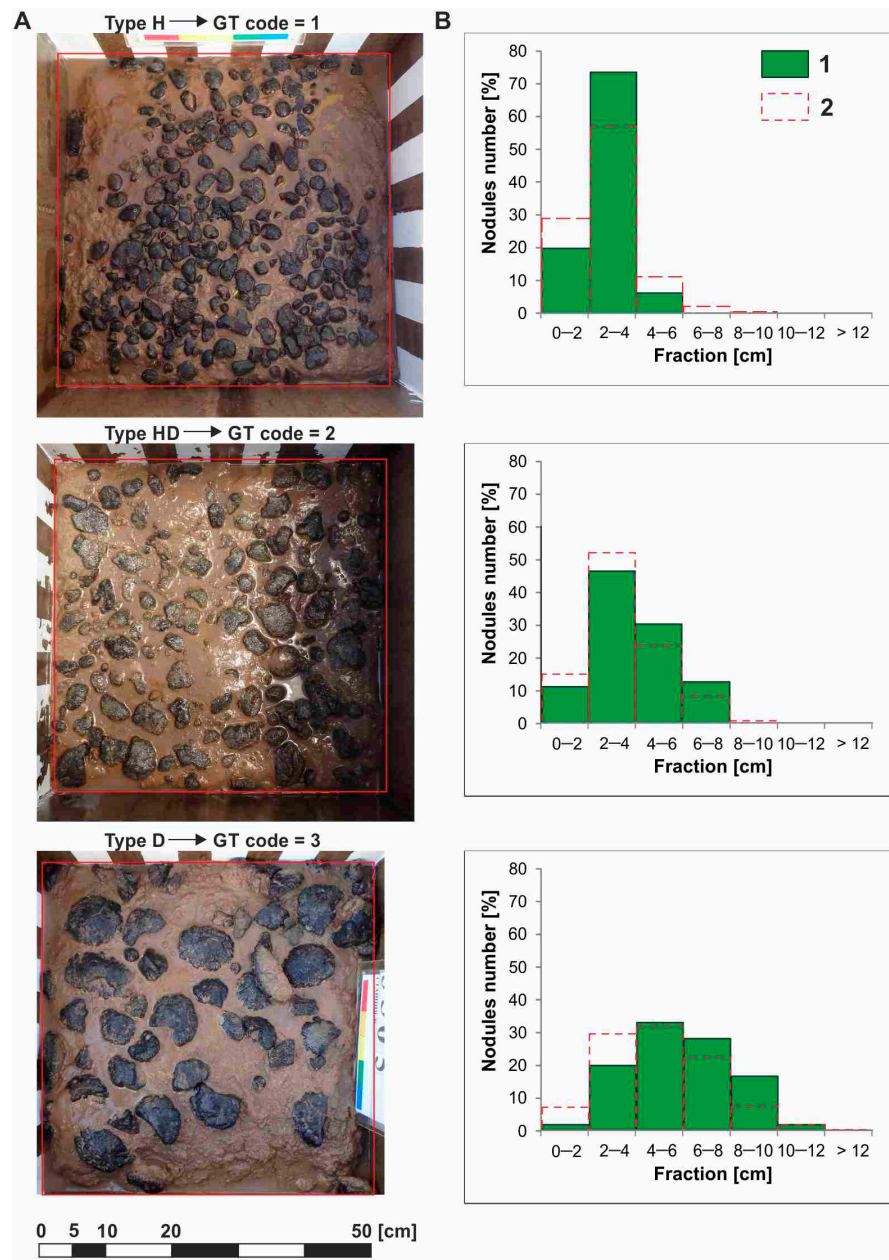 A
Type H → GT code = 1
B
80
70
60
50
40
30
20
10
0
Nodules number [%]
1
2
0–2 2–4 4–6 6–8 8–10 10–12 > 12
Fraction [cm]
Type HD → GT code = 2
80
70
60
50
40
30
20
10
0
Nodules number [%]
0–2 2–4 4–6 6–8 8–10 10–12 > 12
Fraction [cm]
Type D → GT code = 3
80
70
60
50
40
30
20
10
0
Nodules number [%]
0–2 2–4 4–6 6–8 8–10 10–12 > 12
Fraction [cm]
0 5 10 20 50 [cm]